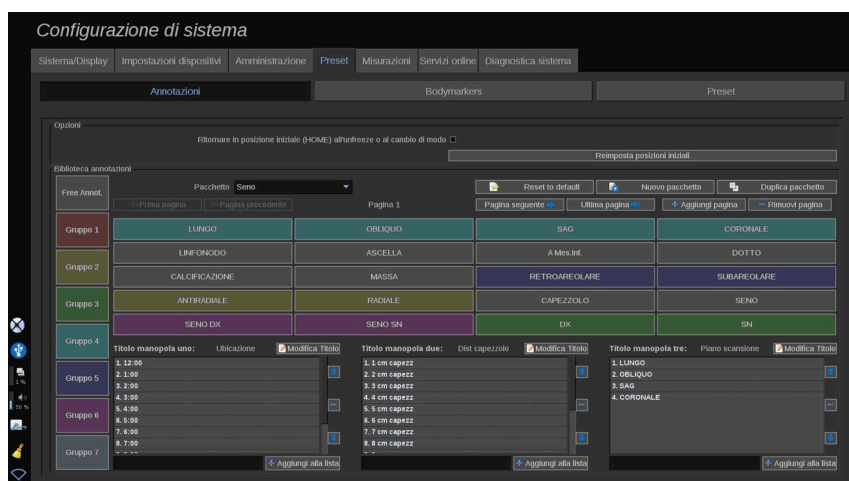 Configurazione di sistema
Sistema/Display Impostazioni dispositivi Amministrazione Preset Misurazioni Servizi online Diagnostica sistema
Annotazioni Bodymarkers Preset
Opzioni
Ritornare in posizione iniziale (HOME) all'unfreeze o al cambio di modo
Reimposta posizioni iniziali
Biblioteca annotazioni
Free Annot. Pacchetto Seno Reset to default Nuovo pacchetto Duplica pacchetto
Prima pagina Pagina precedente Pagina 1 Pagina seguente Ultima pagina Aggiungi pagina Rimuovi pagina
Gruppo 1 LUNGO OBLIQUO SAG CORONALE
LINFONODO ASCELLA A Mes.Inf. DOTTO
Gruppo 2 CALCIFICAZIONE MASSA RETROAREOLARE SUBAREOLARE
Gruppo 3 ANTIRADIALE RADIALE CAPEZZOLO SENO
SENO DX SENO SN DX SN
Gruppo 4
Titolo manopola uno: Ubicazione Modifica Titolo Titolo manopola due: Dist capezzolo Modifica Titolo Titolo manopola tre: Piano scansione Modifica Titolo
1. 12:00 1. 1 cm capezz 1. LUNGO
2. 1:00 2. 2 cm capezz 2. OBLIQUO
Gruppo 5 3. 2:00 3. 3 cm capezz 3. SAG
1 % 4. 3:00 4. 4 cm capezz 4. CORONALE
50 % 5. 4:00 5. 5 cm capezz
Gruppo 6 6. 5:00 6. 6 cm capezz
7. 6:00 7. 7 cm capezz
8. 7:00 8. 8 cm capezz
Gruppo 7
Aggiungi alla lista Aggiungi alla lista Aggiungi alla lista